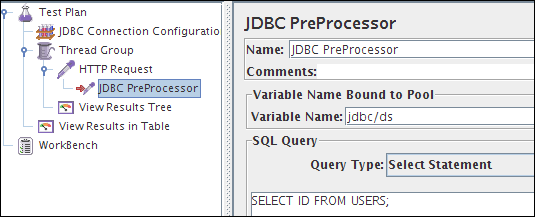 Test Plan
JDBC Connection Configuration
Thread Group
HTTP Request
JDBC PreProcessor
View Results Tree
View Results in Table
WorkBench
JDBC PreProcessor
Name: JDBC PreProcessor
Comments:
Variable Name Bound to Pool
Variable Name: jdbc/ds
SQL Query
Query Type: Select Statement
SELECT ID FROM USERS;